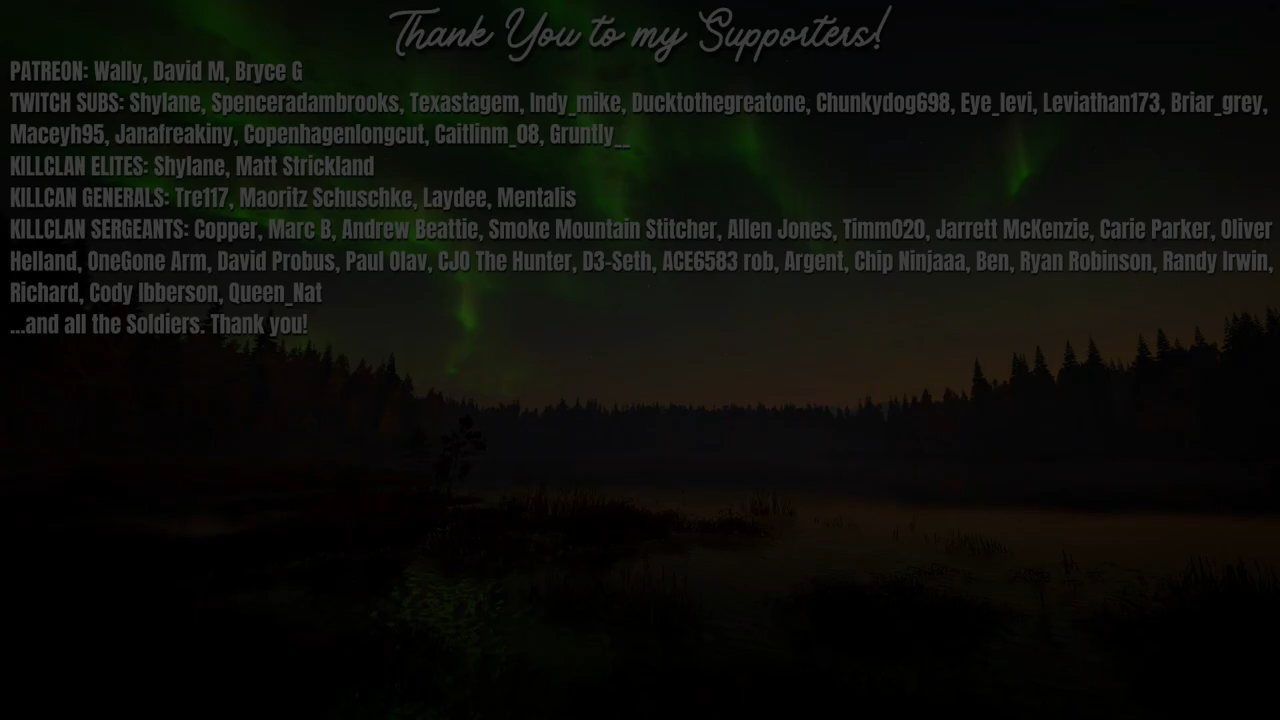 Thank You to my Supporters!
PATREON: Wally, David M, Bryce G
TWITCH SUBS: Shylane, Spenceradambrooks, Texastagem, Indy_mike, Ducktothegreatone, Chunkydog698, Eye_levi, Leviathan173, Briar_grey,
Maceyh95, Janafreakiny, Copenhagenlongcut, Caitlinm_08, Gruntly__
KILLCLAN ELITES: Shylane, Matt Strickland
KILLCAN GENERALS: Tre117, Maoritz Schuschke, Laydee, Mentalis
KILLCLAN SERGEANTS: Copper, Marc B, Andrew Beattie, Smoke Mountain Stitcher, Allen Jones, Timm020, Jarrett McKenzie, Carie Parker, Oliver
Helland, OneGone Arm, David Probus, Paul Olav, CJ0 The Hunter, D3-Seth, ACE6583 rob, Argent, Chip Ninjaaa, Ben, Ryan Robinson, Randy Irwin,
Richard, Cody Ibberson, Queen_Nat
...and all the Soldiers. Thank you!